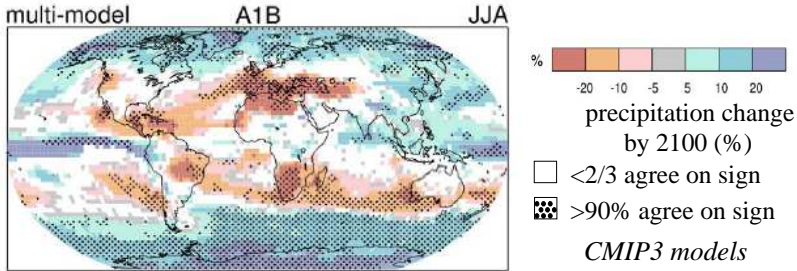 multi-model A1B JJA
%
-20 -10 -5 5 10 20
precipitation change
by 2100 (%)
<2/3 agree on sign
>90% agree on sign
CMIP3 models